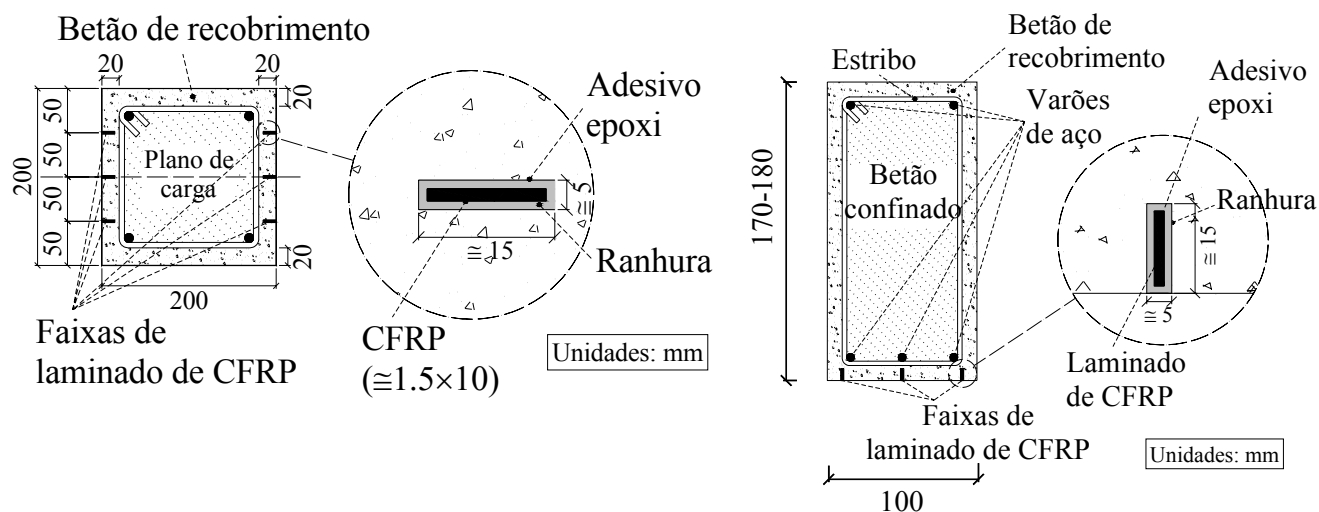 Betão de recobrimento
20
20
20
50
50
50
50
200
Plano de
carga
20
200
Faixas de
laminado de CFRP
Adesivo
epoxi
≅ 5
≅ 15
Ranhura
CFRP
(≅1.5×10)
Unidades: mm
Estribo
Betão de
recobrimento
Varões
de aço
170-180
Betão
confinado
Adesivo
epoxi
Ranhura
≅ 15
≅ 5
Laminado
de CFRP
Faixas de
laminado de CFRP
Unidades: mm
100